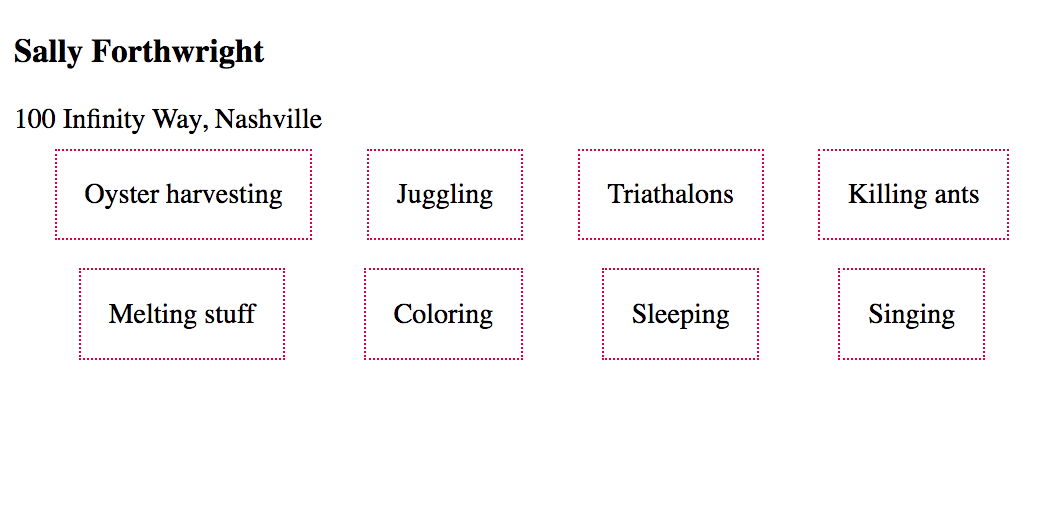 Sally Forthwright
100 Infinity Way, Nashville
Oyster harvesting Juggling Triathalons Killing ants
Melting stuff Coloring Sleeping Singing